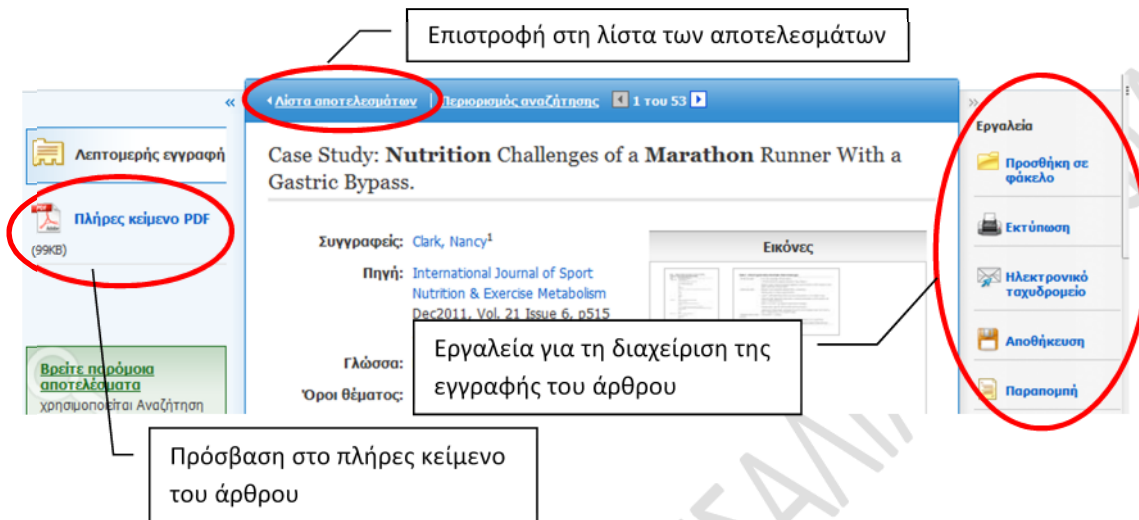 Επιστροφή στη λίστα των αποτελεσμάτων
«
Λίστα αποτελεσμάτων | Περιορισμός αναζήτησης 1 του 53
»
Λεπτομερής εγγραφή
Πλήρες κείμενο PDF
(99KB)
Βρείτε παρόμοια
αποτελέσματα
χρησιμοποιείται Αναζήτηση
Case Study: Nutrition Challenges of a Marathon Runner With a
Gastric Bypass.
Συγγραφείς: Clark, Nancy1
Πηγή: International Journal of Sport
Nutrition & Exercise Metabolism
Dec2011, Vol. 21 Issue 6, p515
Γλώσσα:
Όροι θέματος:
Εικόνες
Εργαλεία για τη διαχείριση της
εγγραφής του άρθρου
Εργαλεία
Προσθήκη σε
φάκελο
Εκτύπωση
Ηλεκτρονικό
ταχυδρομείο
Αποθήκευση
Παραπομπή
Πρόσβαση στο πλήρες κείμενο
του άρθρου